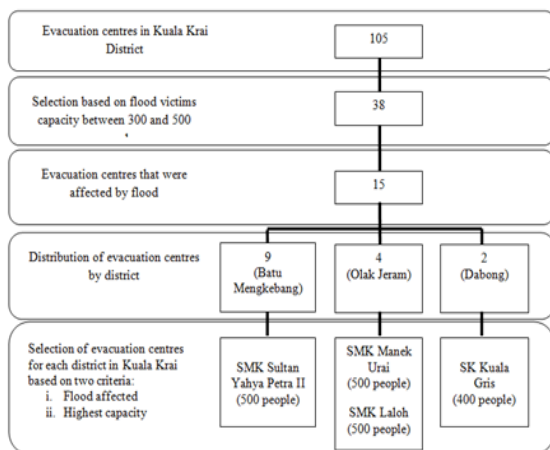 Evacuation centres in Kuala Krai
District
105
Selection based on flood victims
capacity between 300 and 500
38
Evacuation centres that were
affected by flood
15
Distribution of evacuation centres
by district
9
(Batu
Mengkebang)
4
(Olak Jeram)
2
(Dabong)
Selection of evacuation centres
for each district in Kuala Krai
based on two criteria:
i. Flood affected
ii. Highest capacity
SMK Sultan
Yahya Petra II
(500 people)
SMK Manek
Urai
(500 people)
SMK Laloh
(500 people)
SK Kuala
Gris
(400 people)